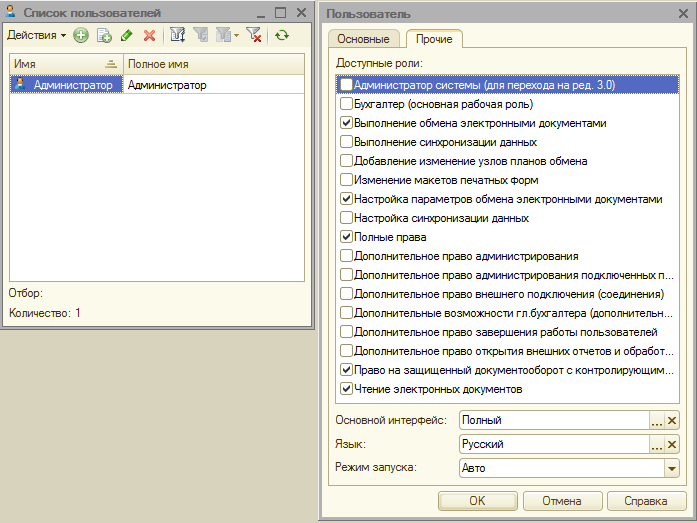 Список пользователей
Действия
Имя Полное имя
Администратор Администратор
Отбор:
Количество: 1
Пользователь
Основные Прочие
Доступные роли:
Администратор системы (для перехода на ред. 3.0)
Бухгалтер (основная рабочая роль)
Выполнение обмена электронными документами
Выполнение синхронизации данных
Добавление изменение узлов планов обмена
Изменение макетов печатных форм
Настройка параметров обмена электронными документами
Настройка синхронизации данных
Полные права
Дополнительное право администрирования
Дополнительное право администрирования подключенных п...
Дополнительное право внешнего подключения (соединения)
Дополнительные возможности гл.бухгалтера (дополнительн...
Дополнительное право завершения работы пользователей
Дополнительное право открытия внешних отчетов и обработ...
Право на защищенный документооборот с контролирующим...
Чтение электронных документов
Основной интерфейс: Полный ...
Язык: Русский ...
Режим запуска: Авто
OK Отмена Справка